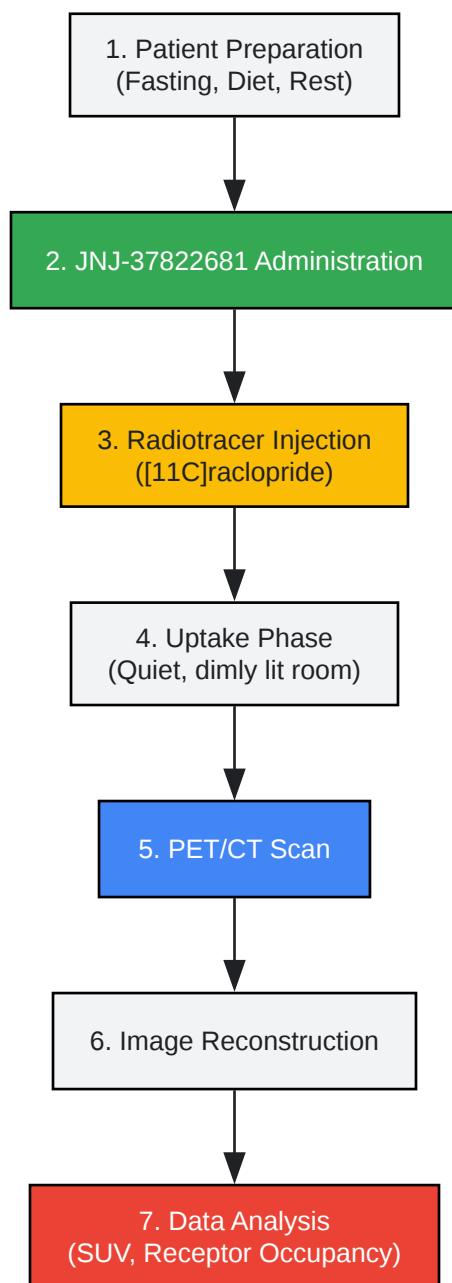 1. Patient Preparation
(Fasting, Diet, Rest)
2. JNJ-37822681 Administration
3. Radiotracer Injection
([11C]raclopride)
4. Uptake Phase
(Quiet, dimly lit room)
5. PET/CT Scan
6. Image Reconstruction
7. Data Analysis
(SUV, Receptor Occupancy)